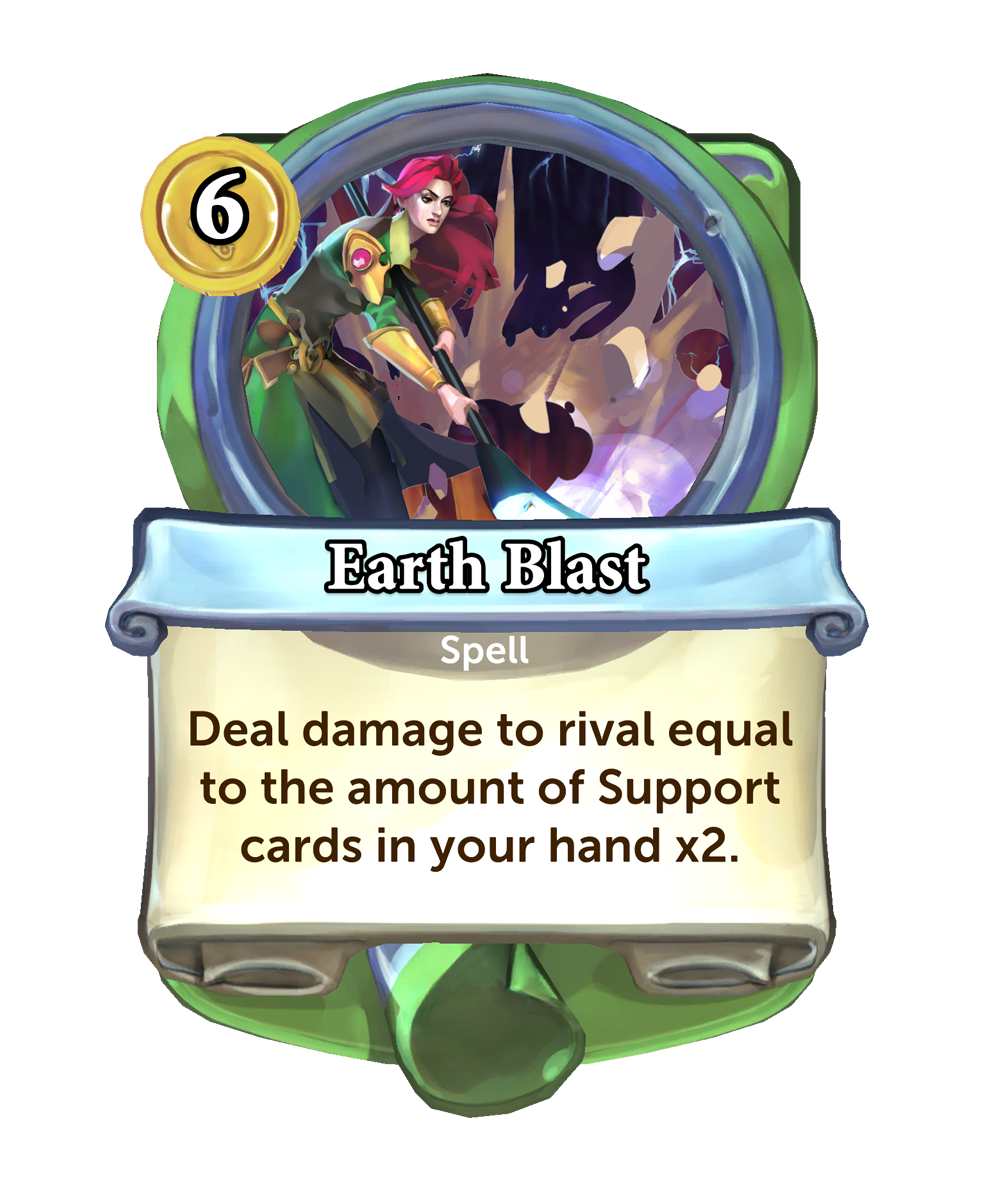 6
Earth Blast
Spell
Deal damage to rival equal
to the amount of Support
cards in your hand x2.